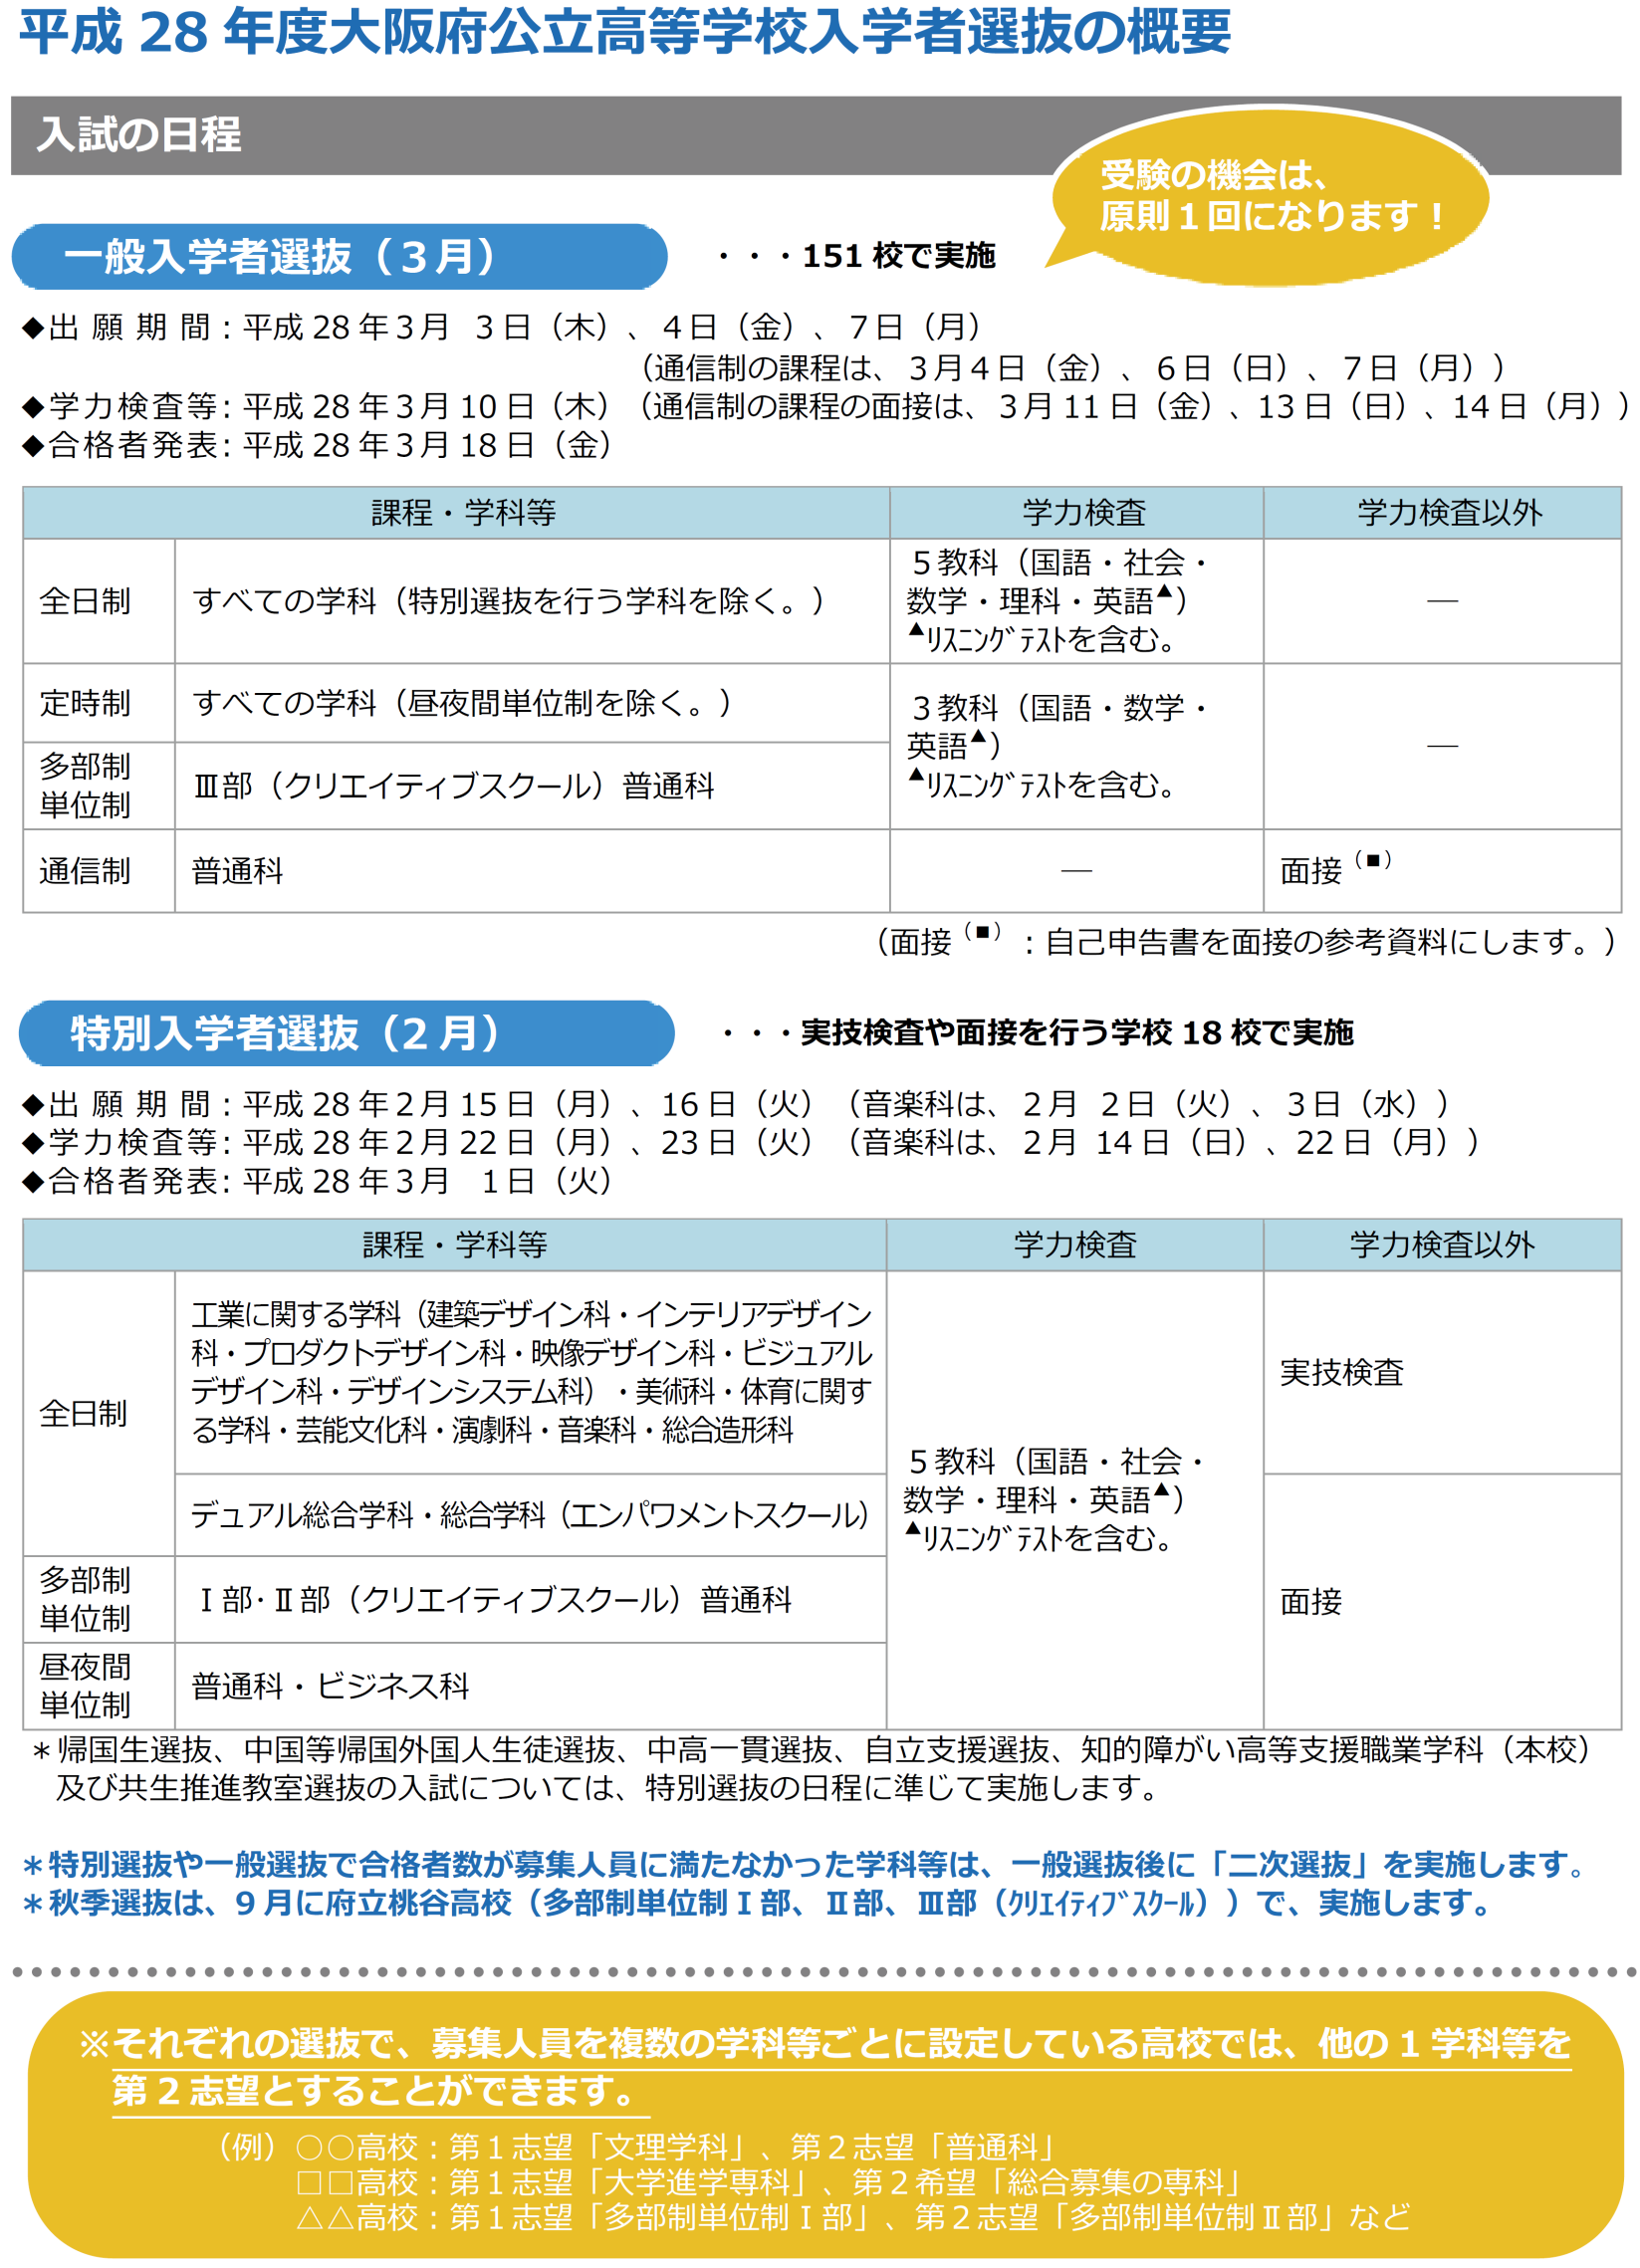 平成 28 年度大阪府公立高等学校入学者選抜の概要
入試の日程
受験の機会は、
原則１回になります！
一般入学者選抜（３月）
・・・151 校で実施
◆出 願 期 間：平成 28 年３月 ３日（木）、４日（金）、７日（月）
（通信制の課程は、３月４日（金）、６日（日）、７日（月））
◆学力検査等：平成 28 年３月 10 日（木）（通信制の課程の面接は、３月 11 日（金）、13 日（日）、14 日（月））
◆合格者発表：平成 28 年３月 18 日（金）
課程・学科等 学力検査 学力検査以外
全日制 すべての学科（特別選抜を行う学科を除く。）
５教科（国語・社会・
数学・理科・英語▲）
▲ﾘｽﾆﾝｸﾞﾃｽﾄを含む。
―
定時制 すべての学科（昼夜間単位制を除く。）
多部制
単位制
Ⅲ部（クリエイティブスクール）普通科
３教科（国語・数学・
英語▲）
▲ﾘｽﾆﾝｸﾞﾃｽﾄを含む。
―
通信制 普通科 ― 面接（■）
（面接（■）：自己申告書を面接の参考資料にします。）
特別入学者選抜（2 月）
・・・実技検査や面接を行う学校 18 校で実施
◆出 願 期 間：平成 28 年２月 15 日（月）、16 日（火）（音楽科は、２月 ２日（火）、３日（水））
◆学力検査等：平成 28 年２月 22 日（月）、23 日（火）（音楽科は、２月 14 日（日）、22 日（月））
◆合格者発表：平成 28 年３月 １日（火）
課程・学科等 学力検査 学力検査以外
全日制
工業に関する学科（建築デザイン科・インテリアデザイン
科・プロダクトデザイン科・映像デザイン科・ビジュアル
デザイン科・デザインシステム科）・美術科・体育に関す
る学科・芸能文化科・演劇科・音楽科・総合造形科
実技検査
デュアル総合学科・総合学科（エンパワメントスクール）
５教科（国語・社会・
数学・理科・英語▲）
▲ﾘｽﾆﾝｸﾞﾃｽﾄを含む。
多部制
単位制
Ⅰ部･Ⅱ部（クリエイティブスクール）普通科
面接
昼夜間
単位制
普通科・ビジネス科
＊帰国生選抜、中国等帰国外国人生徒選抜、中高一貫選抜、自立支援選抜、知的障がい高等支援職業学科（本校）
及び共生推進教室選抜の入試については、特別選抜の日程に準じて実施します。
＊特別選抜や一般選抜で合格者数が募集人員に満たなかった学科等は、一般選抜後に「二次選抜」を実施します。
＊秋季選抜は、9 月に府立桃谷高校（多部制単位制Ⅰ部、Ⅱ部、Ⅲ部（ｸﾘｴｲﾃｨﾌﾞｽｸｰﾙ））で、実施します。
※それぞれの選抜で、募集人員を複数の学科等ごとに設定している高校では、他の１学科等を
第２志望とすることができます。
（例）○○高校：第１志望「文理学科」、第２志望「普通科」
□□高校：第１志望「大学進学専科」、第２希望「総合募集の専科」
△△高校：第１志望「多部制単位制Ⅰ部」、第２志望「多部制単位制Ⅱ部」など